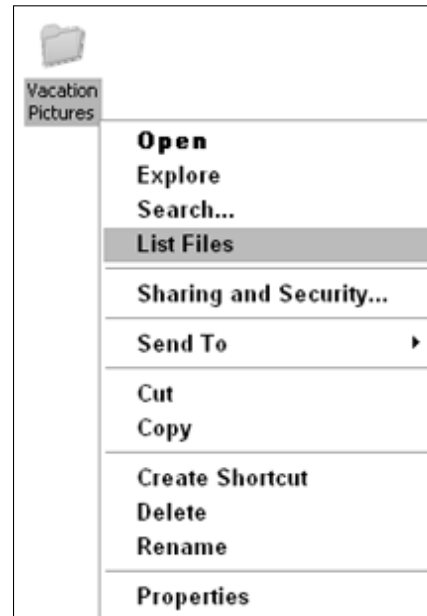 Vacation
Pictures
Open
Explore
Search...
List Files
Sharing and Security...
Send To
Cut
Copy
Create Shortcut
Delete
Rename
Properties